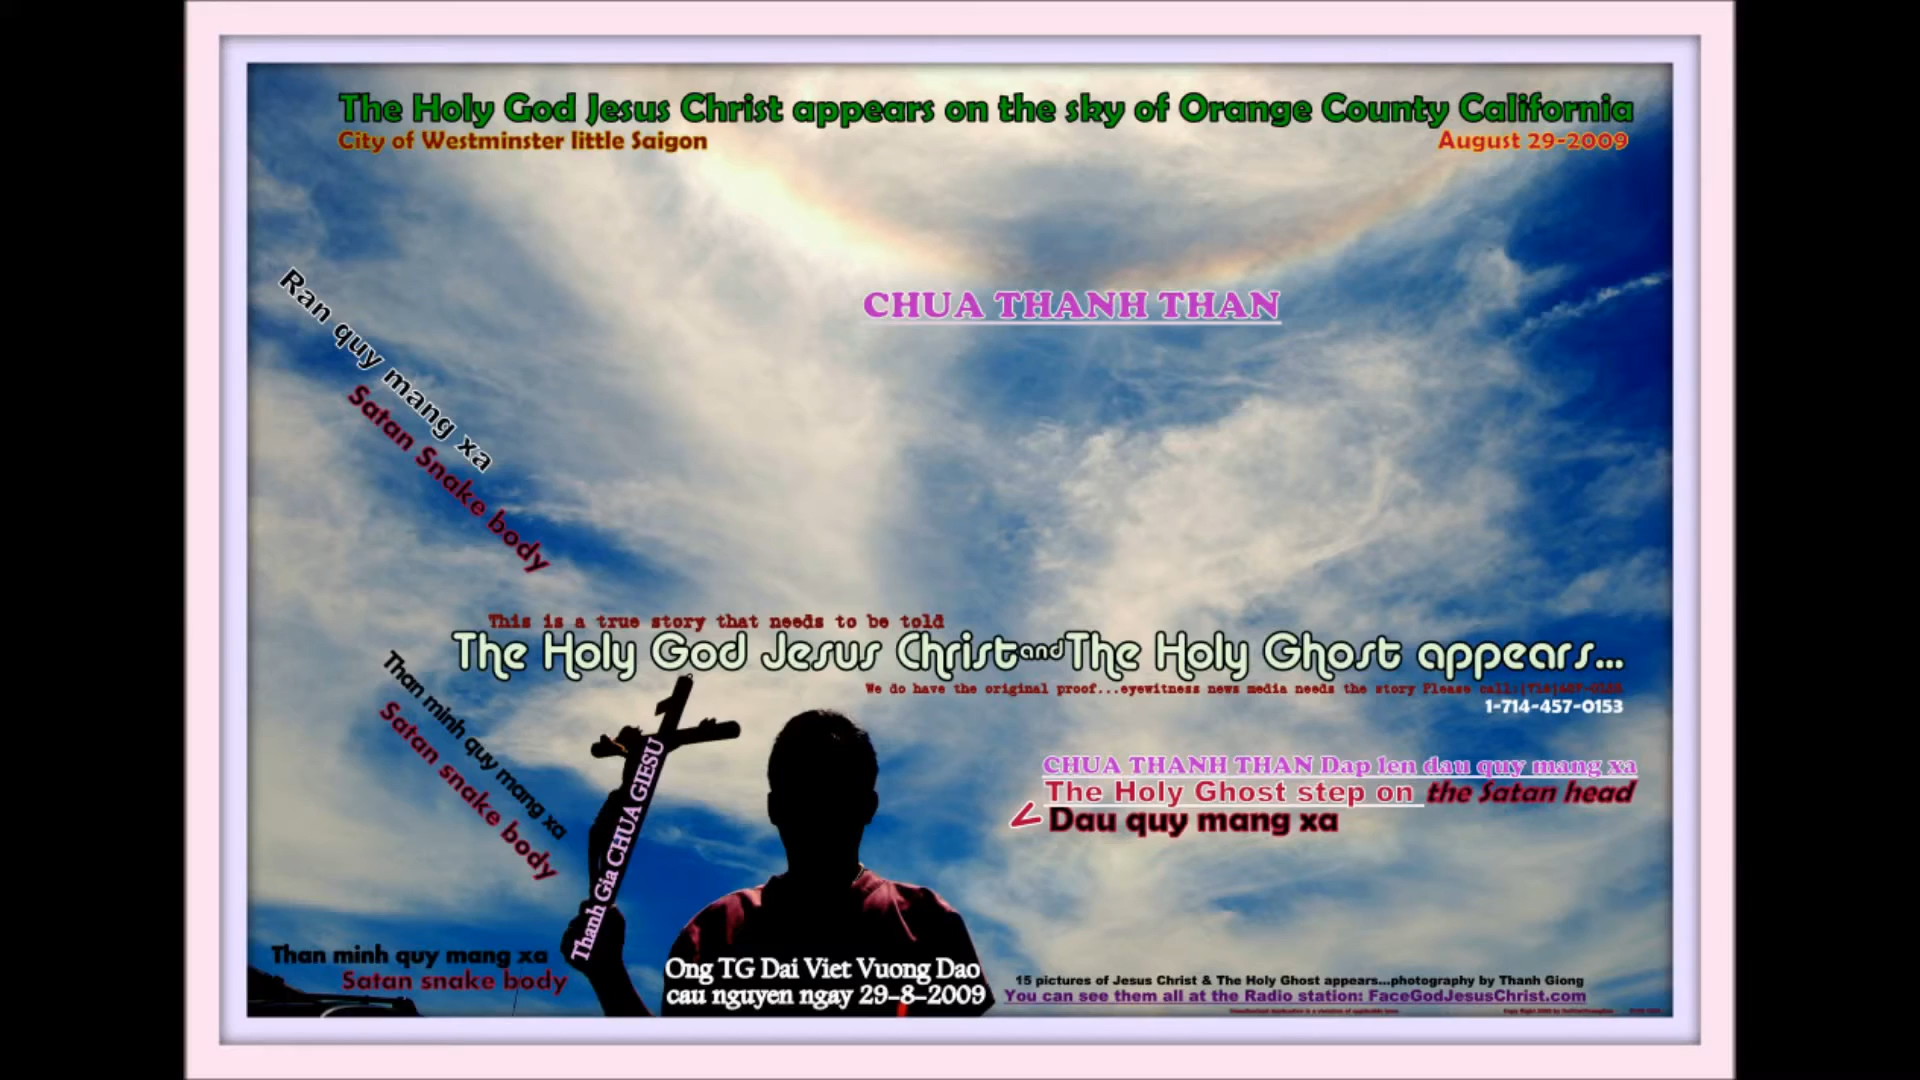 The Holy God Jesus Christ appears on the sky of Orange County California
City of Westminster little Saigon
August 29-2009
CHUA THANH THAN
Ran quy mang xa
Satan Snake body
This is a true story that needs to be told
The Holy God Jesus Christ and The Holy Ghost appears...
We do have the original proof...eyewitness news media needs the story Please call:
1-714-457-0153
Than minh quy mang xa
Satan snake body
Thanh Gia CHUA GIESU
CHUA THANH THAN Dap len dau quy mang xa
The Holy Ghost step on the Satan head
Dau quy mang xa
Than minh quy mang xa
Satan snake body
Ong TG Dai Viet Vuong Dao
cau nguyen ngay 29-8-2009
15 pictures of Jesus Christ & The Holy Ghost appears...photography by Thanh Giong
You can see them all at the Radio station: FaceGodJesusChrist.com